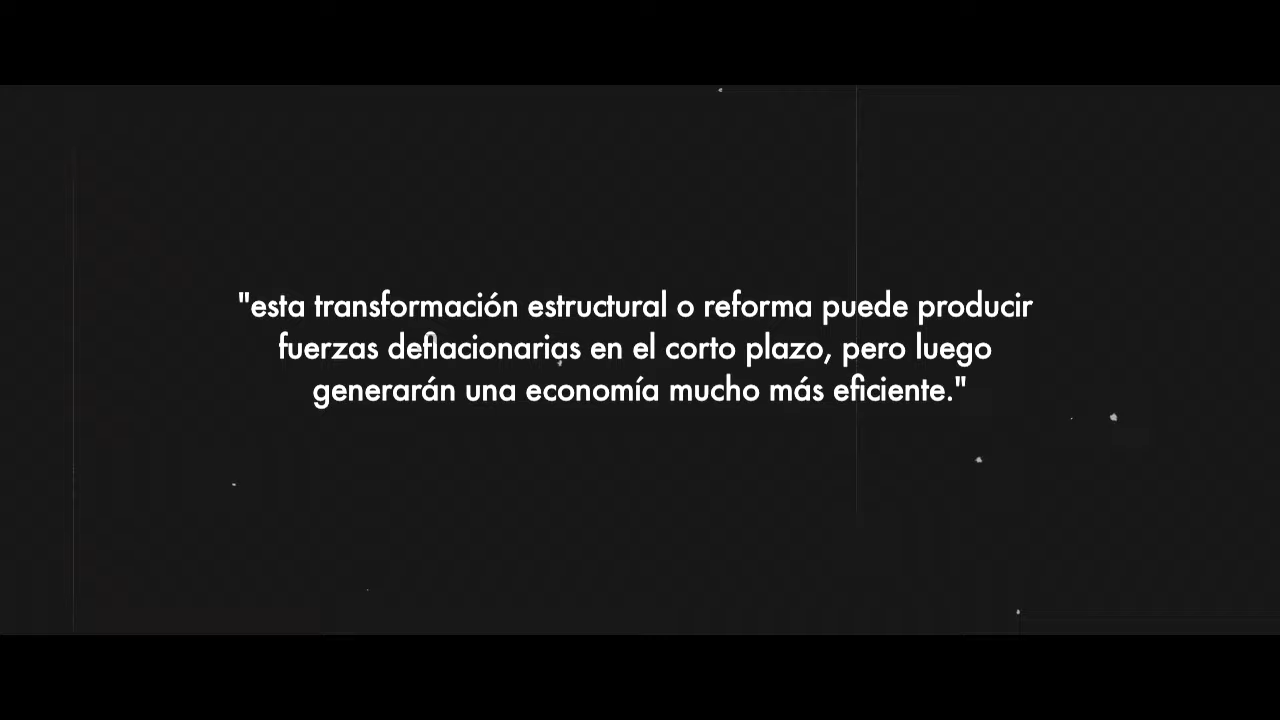 "esta transformación estructural o reforma puede producir
fuerzas deflacionarias en el corto plazo, pero luego
generarán una economía mucho más eficiente."